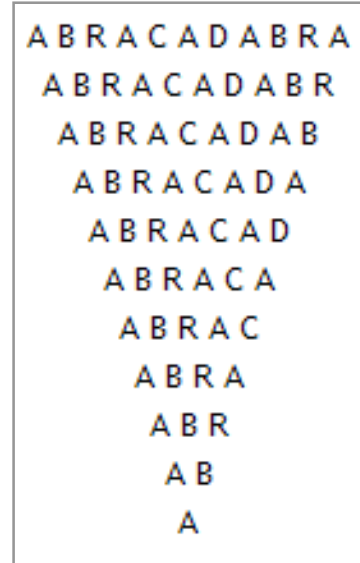 A B R A C A D A B R A
A B R A C A D A B R
A B R A C A D A B
A B R A C A D A
A B R A C A D
A B R A C A
A B R A C
A B R A
A B R
A B
A